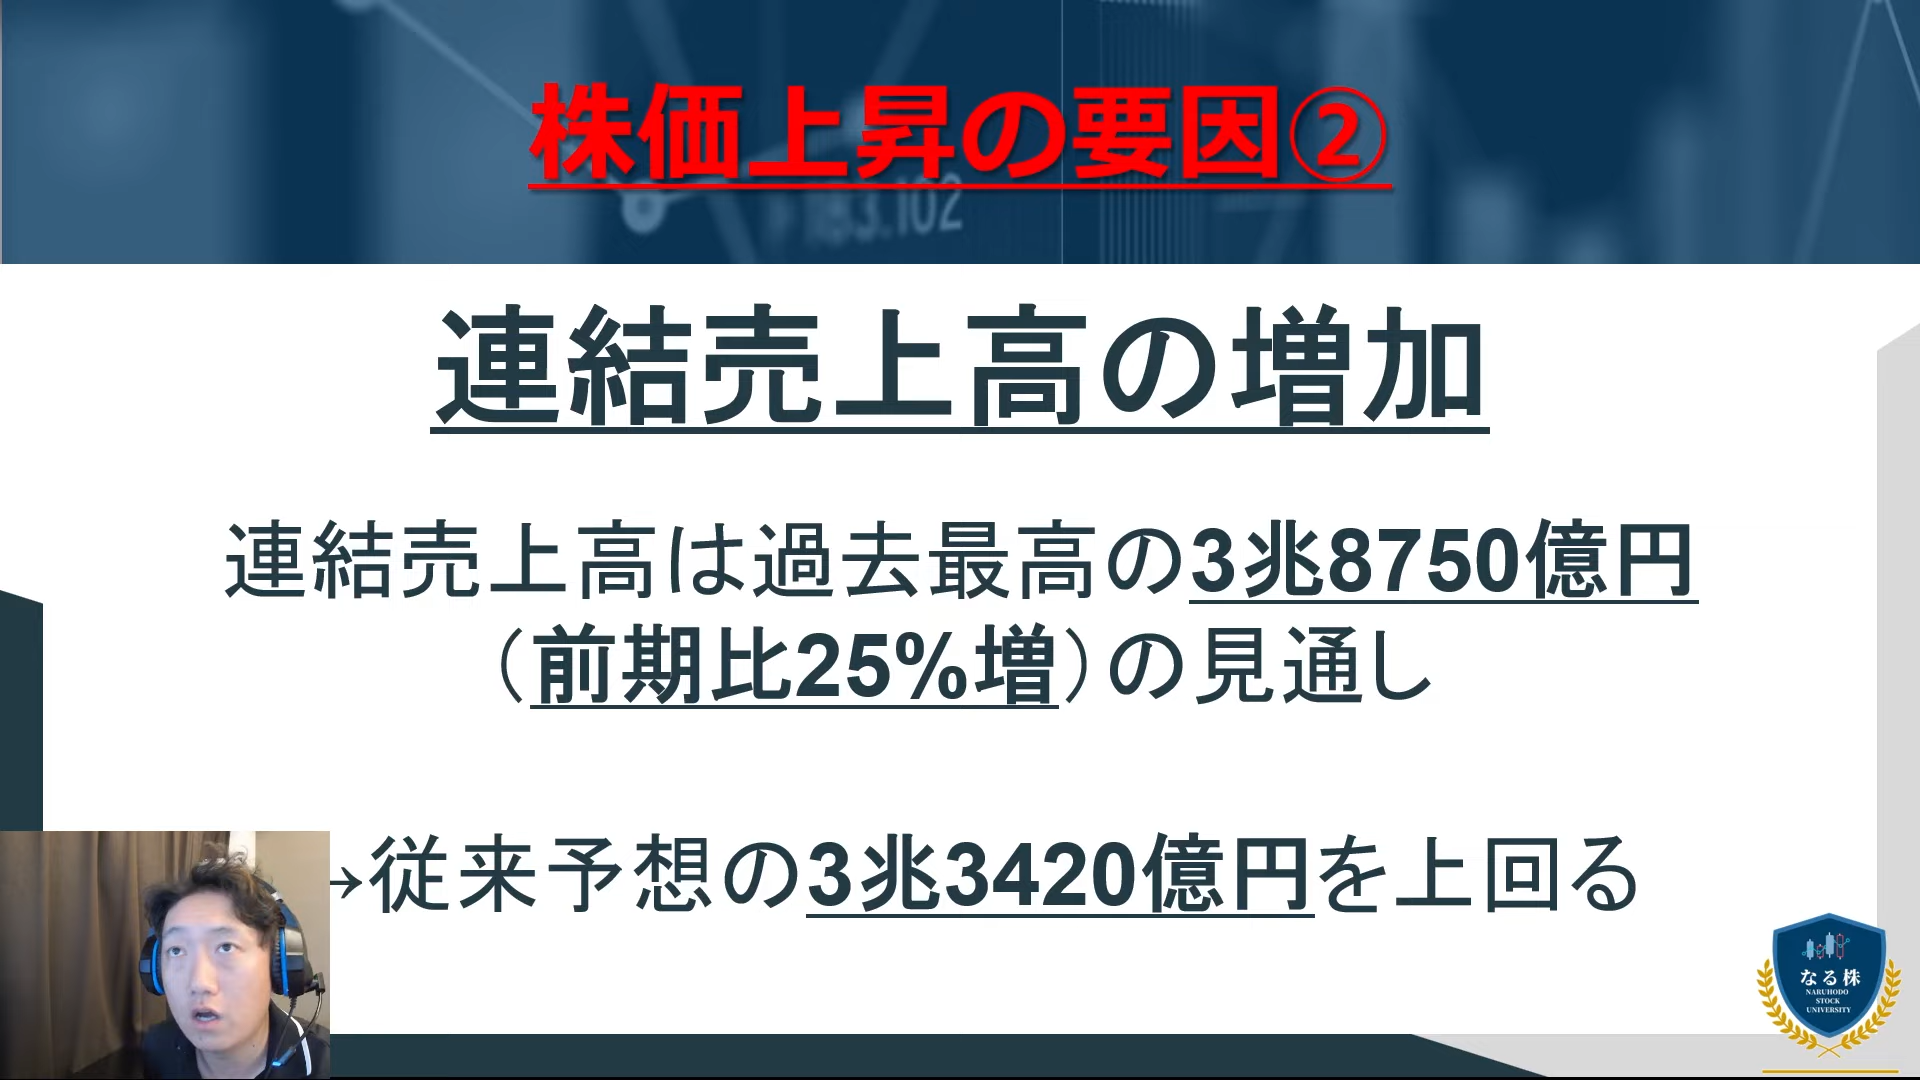 株価上昇の要因②
183.102
連結売上高の増加
連結売上高は過去最高の3兆8750億円
（前期比25%増）の見通し
→従来予想の3兆3420億円を上回る
なる株
NARUHODO
STOCK
UNIVERSITY